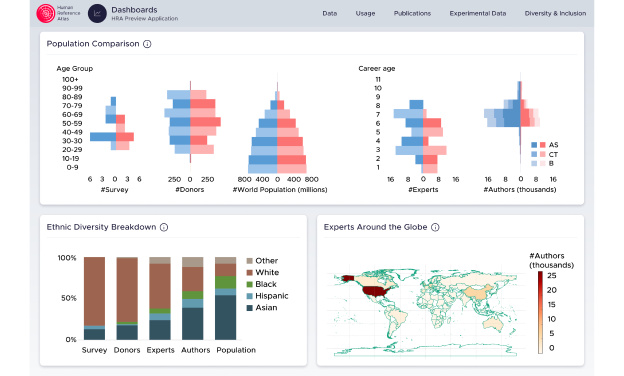 Human
Reference
Atlas
Dashboards
HRA Preview Application
Data
Usage
Publications
Experimental Data
Diversity & Inclusion
Population Comparison
Age Group
100+
90-99
80-89
70-79
60-69
50-59
40-49
30-30
20-29
10-19
0-9
6 3 0 3 6
#Survey
250 0 250
#Donors
800 400 0 400 800
#World Population (millions)
Career age
11
10
9
8
7
6
5
4
3
2
1
16 8 0 8 16
#Experts
16 8 0 8 16
#Authors (thousands)
AS
CT
B
Ethnic Diversity Breakdown
100%
50%
0%
Survey Donors Experts Authors Population
Other
White
Black
Hispanic
Asian
Experts Around the Globe
#Authors
(thousands)
25
20
15
10
5
0